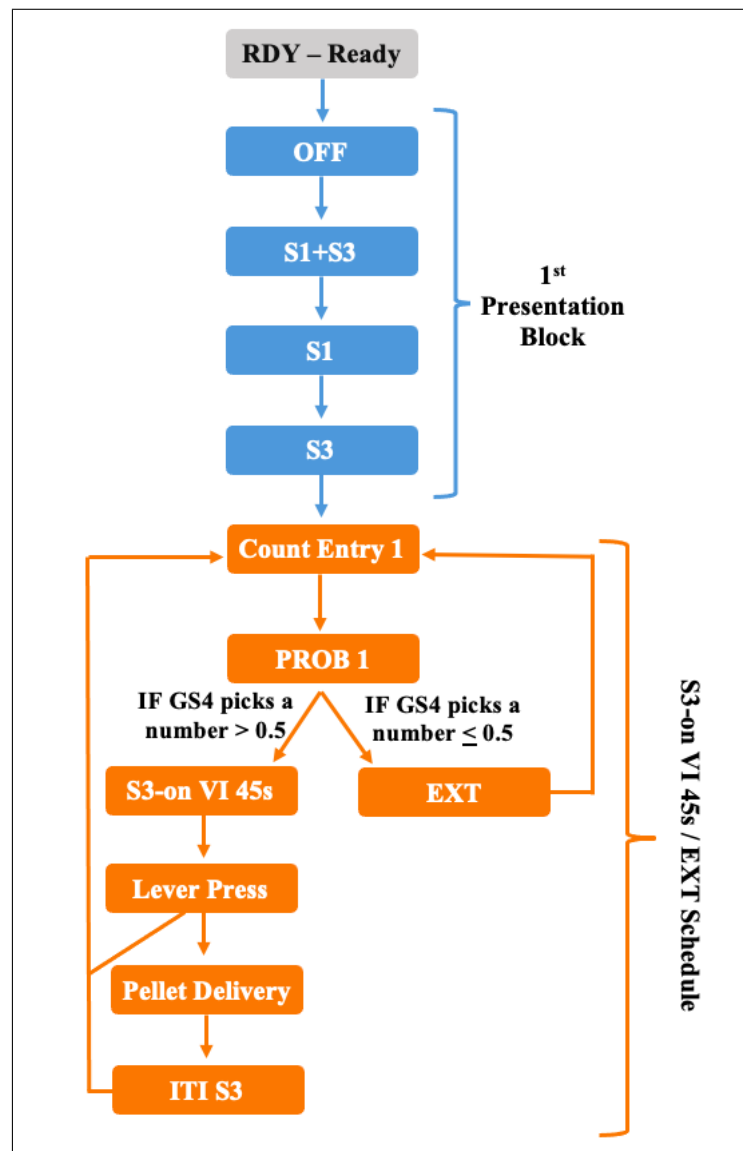 RDY – Ready
OFF
S1+S3
S1
S3
1st
Presentation
Block
Count Entry 1
PROB 1
IF GS4 picks a
number > 0.5
IF GS4 picks a
number ≤ 0.5
S3-on VI 45s
EXT
Lever Press
Pellet Delivery
ITI S3
S3-on VI 45s / EXT Schedule